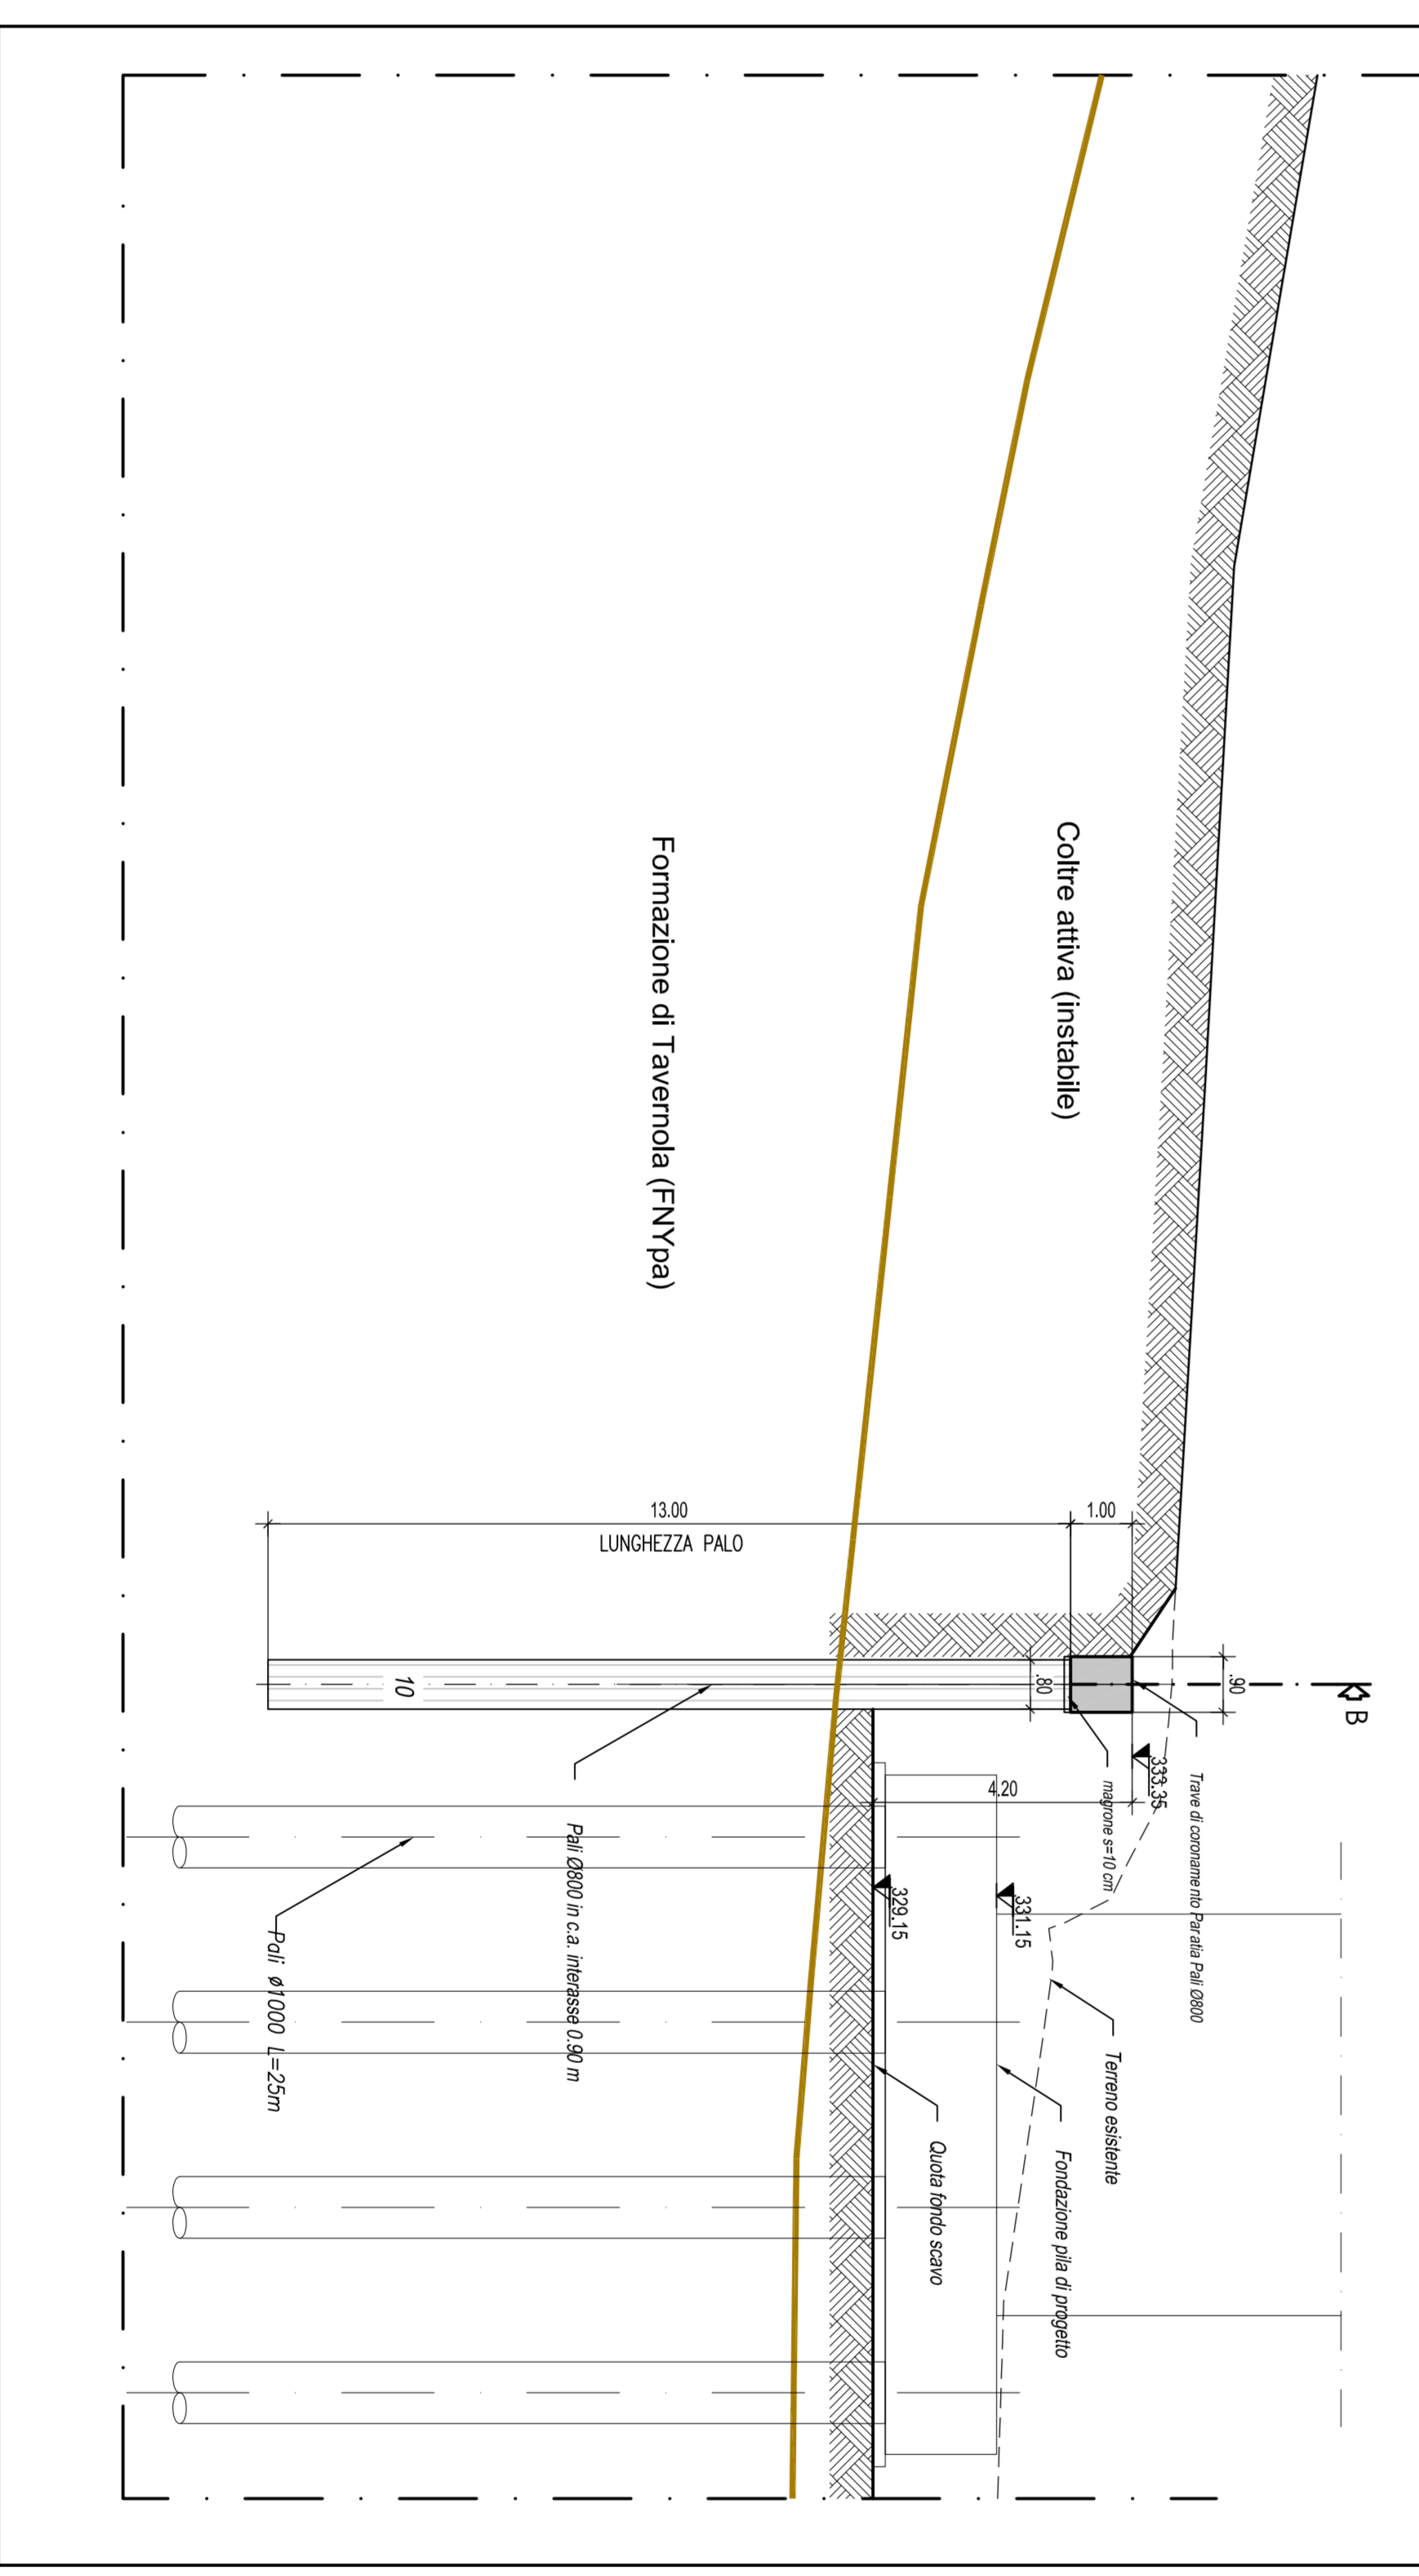 B
.90
Trave di coronamento Paratia Pali Ø800
333.35
magrone s=10 cm
1.00
.80
4.20
13.00
LUNGHEZZA PALO
Coltre attiva (instabile)
Formazione di Tavernola (FNYpa)
331.15
329.15
Terreno esistente
Fondazione pila di progetto
Quota fondo scavo
Pali Ø800 in c.a. interasse 0.90 m
10
Pali ø1000 L=25m